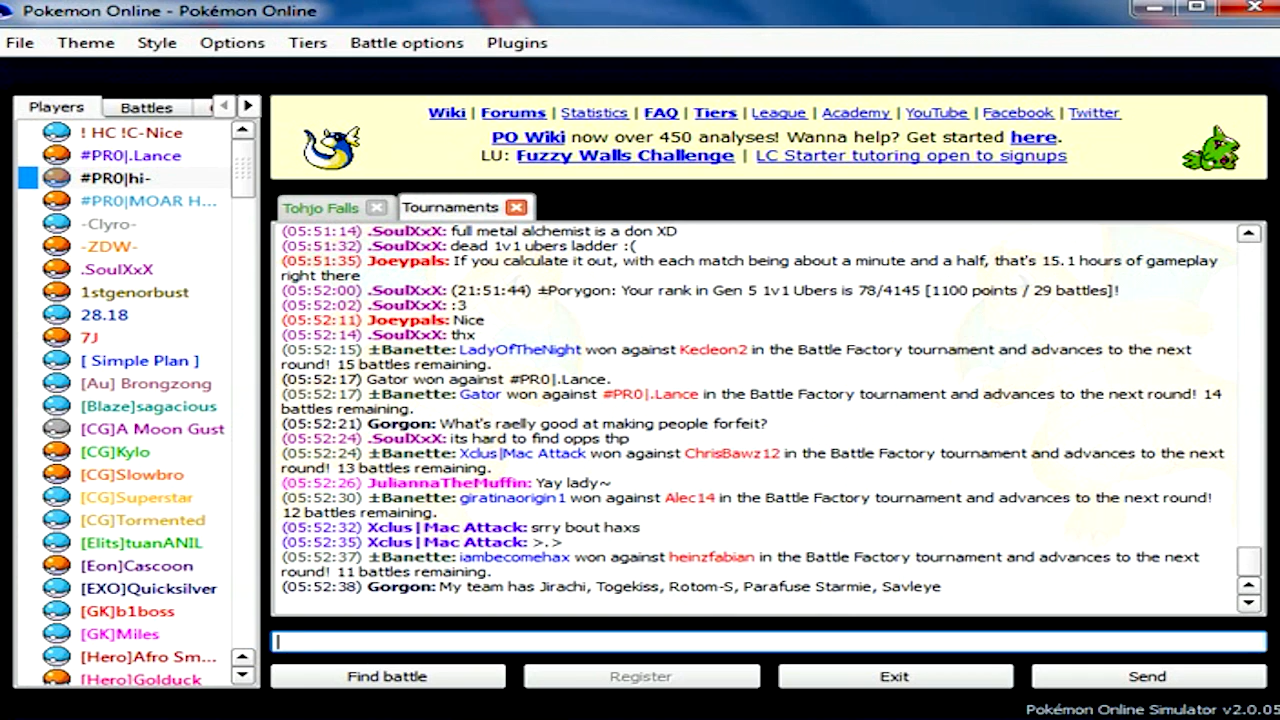 Pokemon Online - Pokémon Online
File Theme Style Options Tiers Battle options Plugins
Players Battles
! HC !C-Nice
#PR0|.Lance
#PR0|hi-
#PR0|MOAR H...
-Clyro-
-ZDW-
.SoulXxX
1stgenorbust
28.18
7J
[ Simple Plan ]
[Au] Brongzong
[Blaze]sagacious
[CG]A Moon Gust
[CG]Kylo
[CG]Slowbro
[CG]Superstar
[CG]Tormented
[Elits]tuanANIL
[Eon]Cascoon
[EXO]Quicksilver
[GK]b1boss
[GK]Miles
[Hero]Afro Sm...
[Hero]Golduck
Wiki | Forums | Statistics | FAQ | Tiers | League | Academy | YouTube | Facebook | Twitter
PO Wiki now over 450 analyses! Wanna help? Get started here.
LU: Fuzzy Walls Challenge | LC Starter tutoring open to signups
Tohjo Falls Tournaments
(05:51:14) .SoulXxX: full metal alchemist is a don XD
(05:51:32) .SoulXxX: dead 1v1 ubers ladder :(
(05:51:35) Joeypals: If you calculate it out, with each match being about a minute and a half, that's 15.1 hours of gameplay
right there
(05:52:00) .SoulXxX: (21:51:44) ±Porygon: Your rank in Gen 5 1v1 Ubers is 78/4145 [1100 points / 29 battles]!
(05:52:02) .SoulXxX: :3
(05:52:11) Joeypals: Nice
(05:52:14) .SoulXxX: thx
(05:52:15) ±Banette: LadyOfTheNight won against Kecleon2 in the Battle Factory tournament and advances to the next
round! 15 battles remaining.
(05:52:17) Gator won against #PR0|.Lance.
(05:52:17) ±Banette: Gator won against #PR0|.Lance in the Battle Factory tournament and advances to the next round! 14
battles remaining.
(05:52:21) Gorgon: What's raelly good at making people forfeit?
(05:52:24) .SoulXxX: its hard to find opps thp
(05:52:24) ±Banette: Xclus|Mac Attack won against ChrisBawz12 in the Battle Factory tournament and advances to the next
round! 13 battles remaining.
(05:52:26) JuliannaTheMuffin: Yay lady~
(05:52:30) ±Banette: giratinaorigin1 won against Alec14 in the Battle Factory tournament and advances to the next round!
12 battles remaining.
(05:52:32) Xclus|Mac Attack: srry bout haxs
(05:52:35) Xclus|Mac Attack: >.>
(05:52:37) ±Banette: iambecomehax won against heinzfabian in the Battle Factory tournament and advances to the next
round! 11 battles remaining.
(05:52:38) Gorgon: My team has Jirachi, Togekiss, Rotom-S, Parafuse Starmie, Savleye
Find battle Register Exit Send
Pokémon Online Simulator v2.0.05